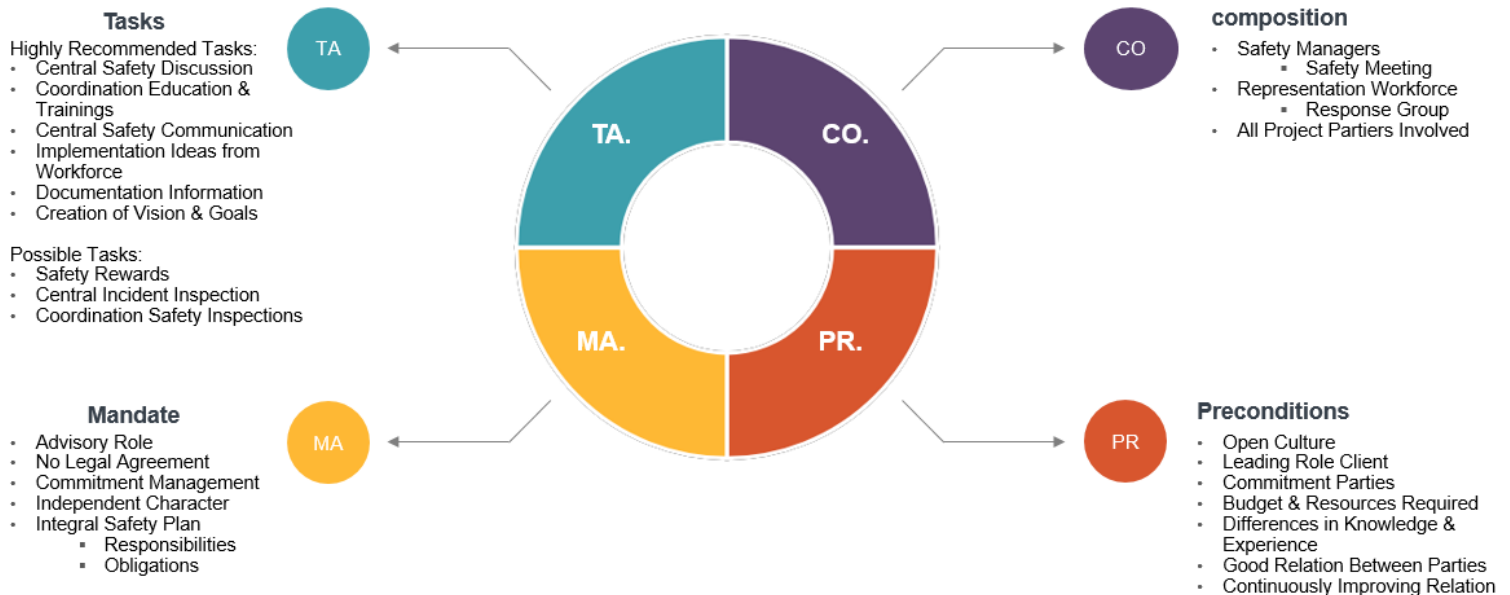 Tasks
Highly Recommended Tasks:
• Central Safety Discussion
• Coordination Education &
Trainings
• Central Safety Communication
• Implementation Ideas from
Workforce
• Documentation Information
• Creation of Vision & Goals
Possible Tasks:
• Safety Rewards
• Central Incident Inspection
• Coordination Safety Inspections
TA
TA.
CO.
MA.
PR.
CO
composition
• Safety Managers
▪ Safety Meeting
• Representation Workforce
▪ Response Group
• All Project Partiers Involved
Mandate
• Advisory Role
• No Legal Agreement
• Commitment Management
• Independent Character
• Integral Safety Plan
▪ Responsibilities
▪ Obligations
MA
PR
Preconditions
• Open Culture
• Leading Role Client
• Commitment Parties
• Budget & Resources Required
• Differences in Knowledge &
Experience
• Good Relation Between Parties
• Continuously Improving Relation